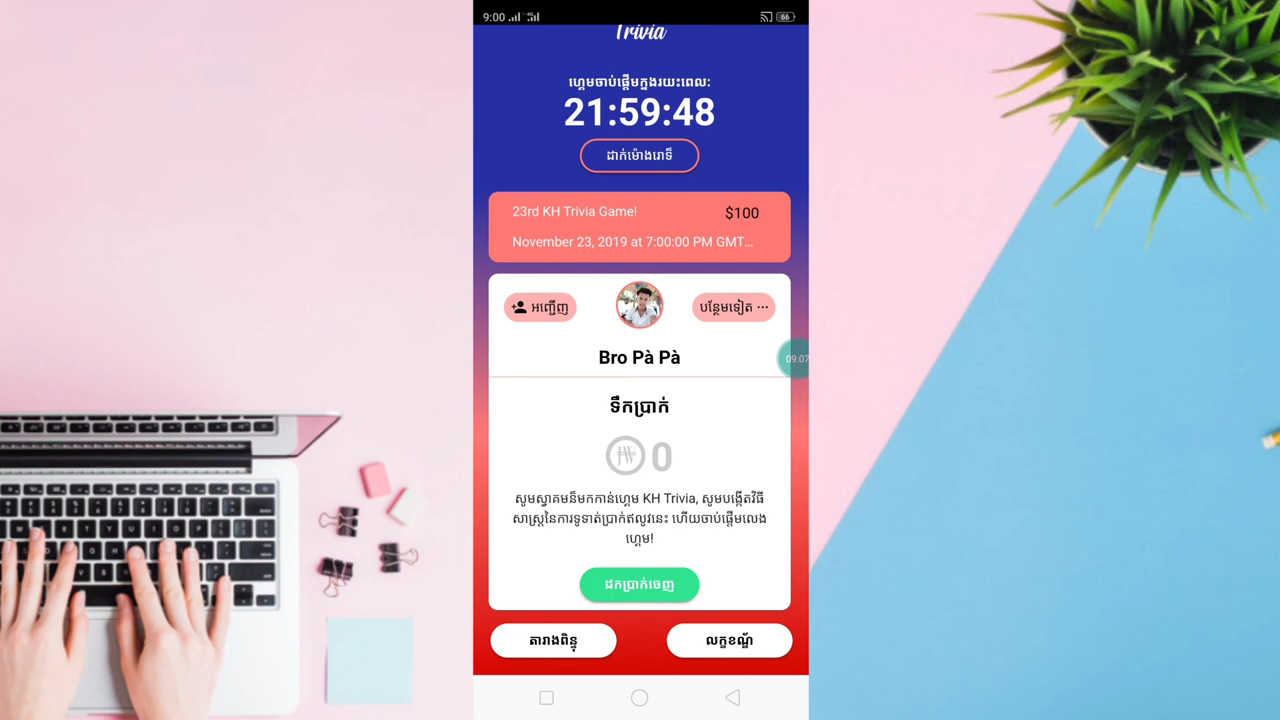 9:00
4G
66
Trivia
ហ្គេមចាប់ផ្តើមក្នុងរយះពេល:
21:59:48
ដាក់ម៉ោងរោទ៏
23rd KH Trivia Game!
$100
November 23, 2019 at 7:00:00 PM GMT...
អញ្ជើញ
បន្ថែមទៀត ···
09:07
Bro Pà Pà
ទឹកប្រាក់
0
សូមស្វាគមន៏មកកាន់ហ្គេម KH Trivia, សូមបង្កើតវិធី
សាស្ត្រនៃការទូទាត់ប្រាក់ឥលូវនេះ ហើយចាប់ផ្តើមលេង
ហ្គេម!
ដកប្រាក់ចេញ
តារាងពិន្ទុ
លក្ខខណ្ឌ័